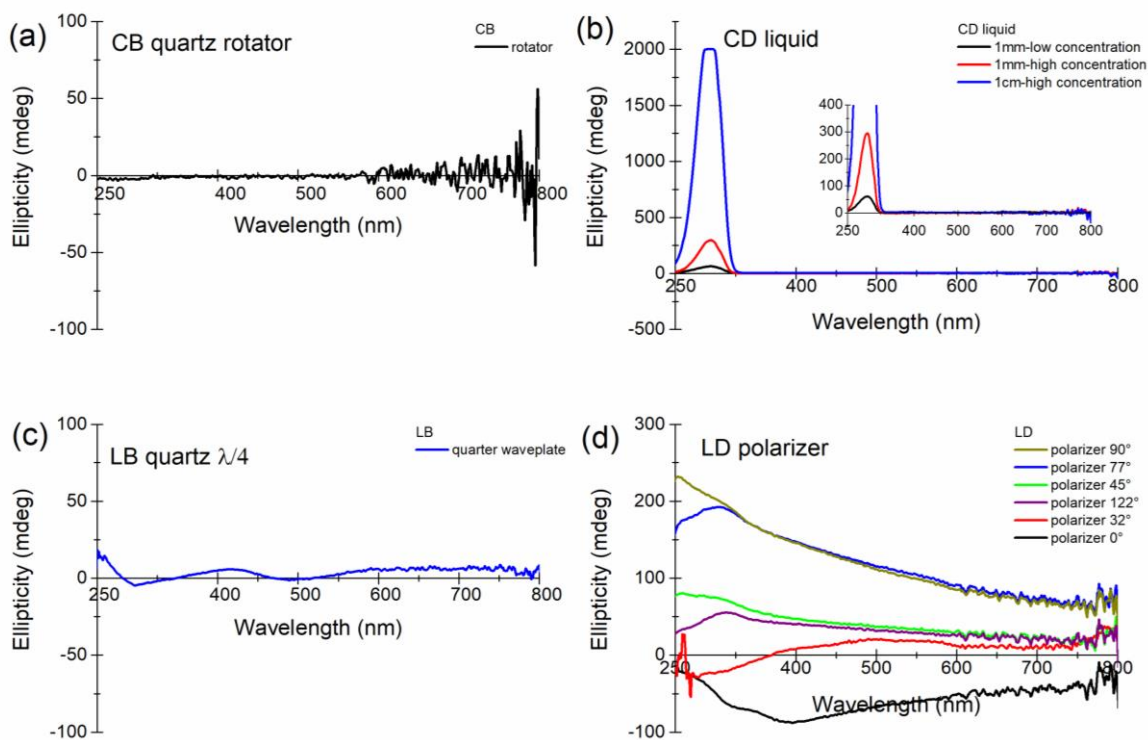 (a)
CB quartz rotator
CB
rotator
100
50
0
-50
-100
250
400
500
600
700
800
Ellipticity (mdeg)
Wavelength (nm)
(b)
CD liquid
CD liquid
1mm-low concentration
1mm-high concentration
1cm-high concentration
2000
1500
1000
500
0
-500
250
400
500
600
700
800
Ellipticity (mdeg)
Wavelength (nm)
400
300
200
100
0
250
400
500
600
700
800
(c)
LB quartz λ/4
LB
quarter waveplate
100
50
0
-50
-100
250
400
500
600
700
800
Ellipticity (mdeg)
Wavelength (nm)
(d)
LD polarizer
LD
polarizer 90°
polarizer 77°
polarizer 45°
polarizer 122°
polarizer 32°
polarizer 0°
300
200
100
0
-100
250
400
500
600
700
800
Ellipticity (mdeg)
Wavelength (nm)